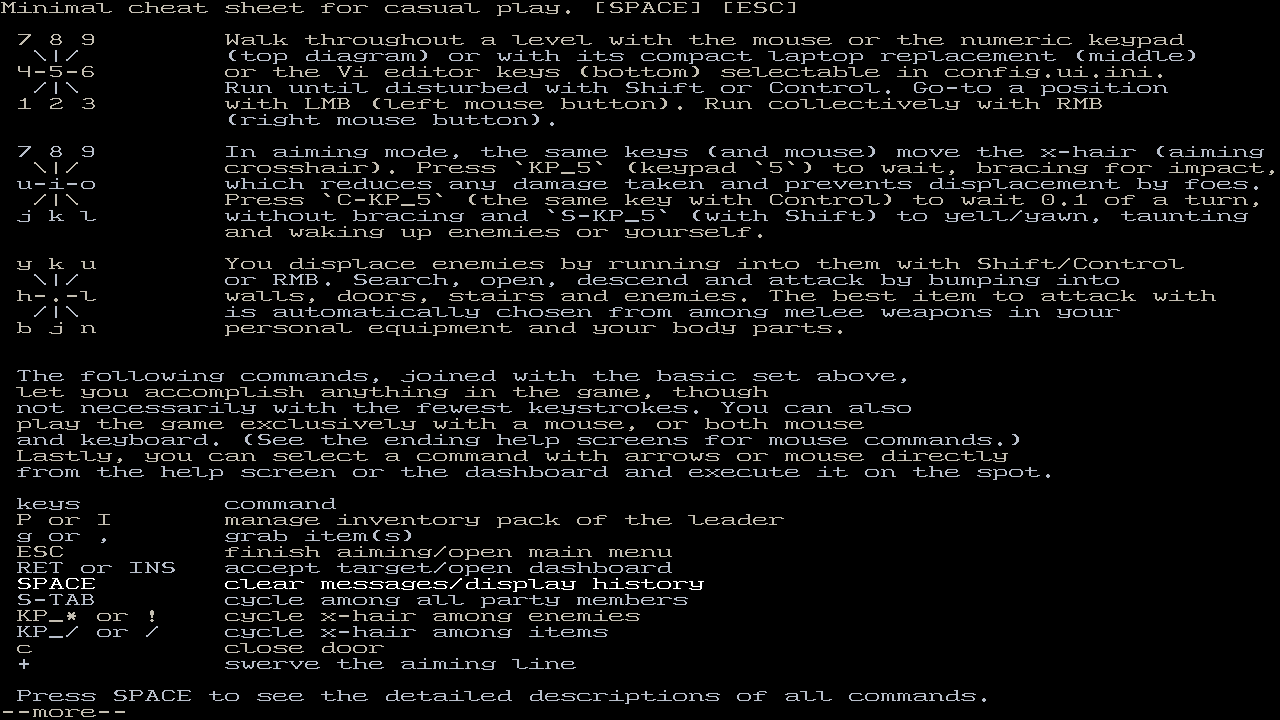 Minimal cheat sheet for casual play. [SPACE] [ESC]
7 8 9 Walk throughout a level with the mouse or the numeric keypad
\|/ (top diagram) or with its compact laptop replacement (middle)
4-5-6 or the Vi editor keys (bottom) selectable in config.ui.ini.
/|\ Run until disturbed with Shift or Control. Go-to a position
1 2 3 with LMB (left mouse button). Run collectively with RMB
(right mouse button).
7 8 9 In aiming mode, the same keys (and mouse) move the x-hair (aiming
\|/ crosshair). Press `KP_5` (keypad `5`) to wait, bracing for impact,
u-i-o which reduces any damage taken and prevents displacement by foes.
/|\ Press `C-KP_5` (the same key with Control) to wait 0.1 of a turn,
j k l without bracing and `S-KP_5` (with Shift) to yell/yawn, taunting
and waking up enemies or yourself.
y k u You displace enemies by running into them with Shift/Control
\|/ or RMB. Search, open, descend and attack by bumping into
h-.-l walls, doors, stairs and enemies. The best item to attack with
/|\ is automatically chosen from among melee weapons in your
b j n personal equipment and your body parts.
The following commands, joined with the basic set above,
let you accomplish anything in the game, though
not necessarily with the fewest keystrokes. You can also
play the game exclusively with a mouse, or both mouse
and keyboard. (See the ending help screens for mouse commands.)
Lastly, you can select a command with arrows or mouse directly
from the help screen or the dashboard and execute it on the spot.
keys command
P or I manage inventory pack of the leader
g or , grab item(s)
ESC finish aiming/open main menu
RET or INS accept target/open dashboard
SPACE clear messages/display history
S-TAB cycle among all party members
KP_* or ! cycle x-hair among enemies
KP_/ or / cycle x-hair among items
c close door
+ swerve the aiming line
Press SPACE to see the detailed descriptions of all commands.
--more--